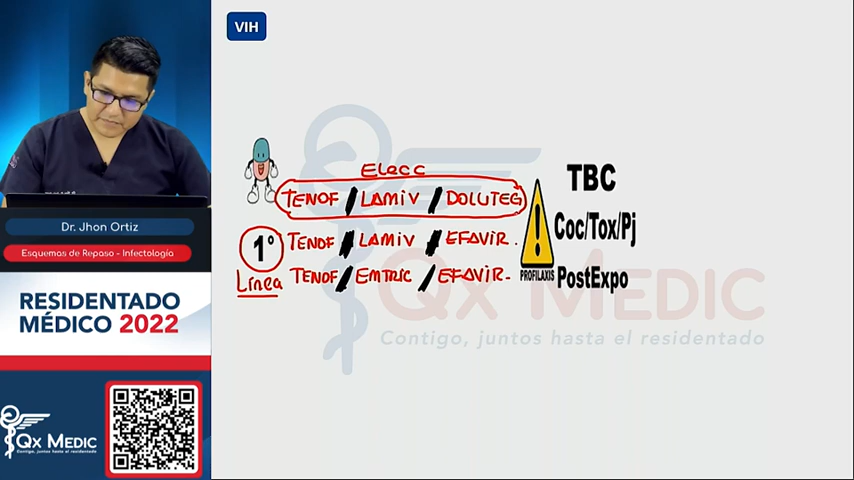 VIH
Elecc
TENOF / LAMIV / DOLUTEG
1° TENOF / LAMIV / EFAVIR.
Línea TENOF / EMTRIC / EFAVIR-
TBC
Coc/Tox/Pj
PROFILAXIS PostExpo
QX MEDIC
Contigo, juntos hasta el residentado
Dr. Jhon Ortiz
Esquemas de Repaso - Infectología
RESIDENTADO
MÉDICO 2022
QX MEDIC
Contigo, juntos hasta el residentado